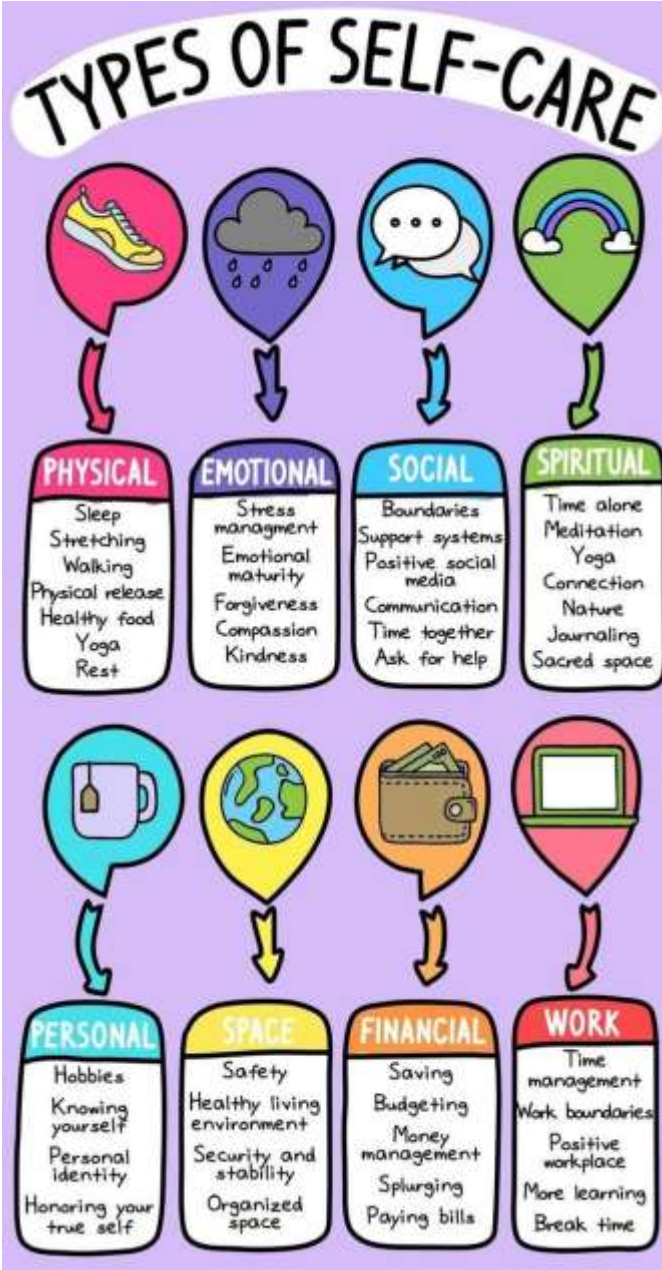 TYPES OF SELF-CARE
PHYSICAL
Sleep
Stretching
Walking
Physical release
Healthy food
Yoga
Rest
EMOTIONAL
Stress
managment
Emotional
maturity
Forgiveness
Compassion
Kindness
SOCIAL
Boundaries
Support systems
Positive social
media
Communication
Time together
Ask for help
SPIRITUAL
Time alone
Meditation
Yoga
Connection
Nature
Journaling
Sacred space
PERSONAL
Hobbies
Knowing
yourself
Personal
identity
Honoring your
true self
SPACE
Safety
Healthy living
environment
Security and
stability
Organized
space
FINANCIAL
Saving
Budgeting
Money
management
Splurging
Paying bills
WORK
Time
management
Work boundaries
Positive
workplace
More learning
Break time